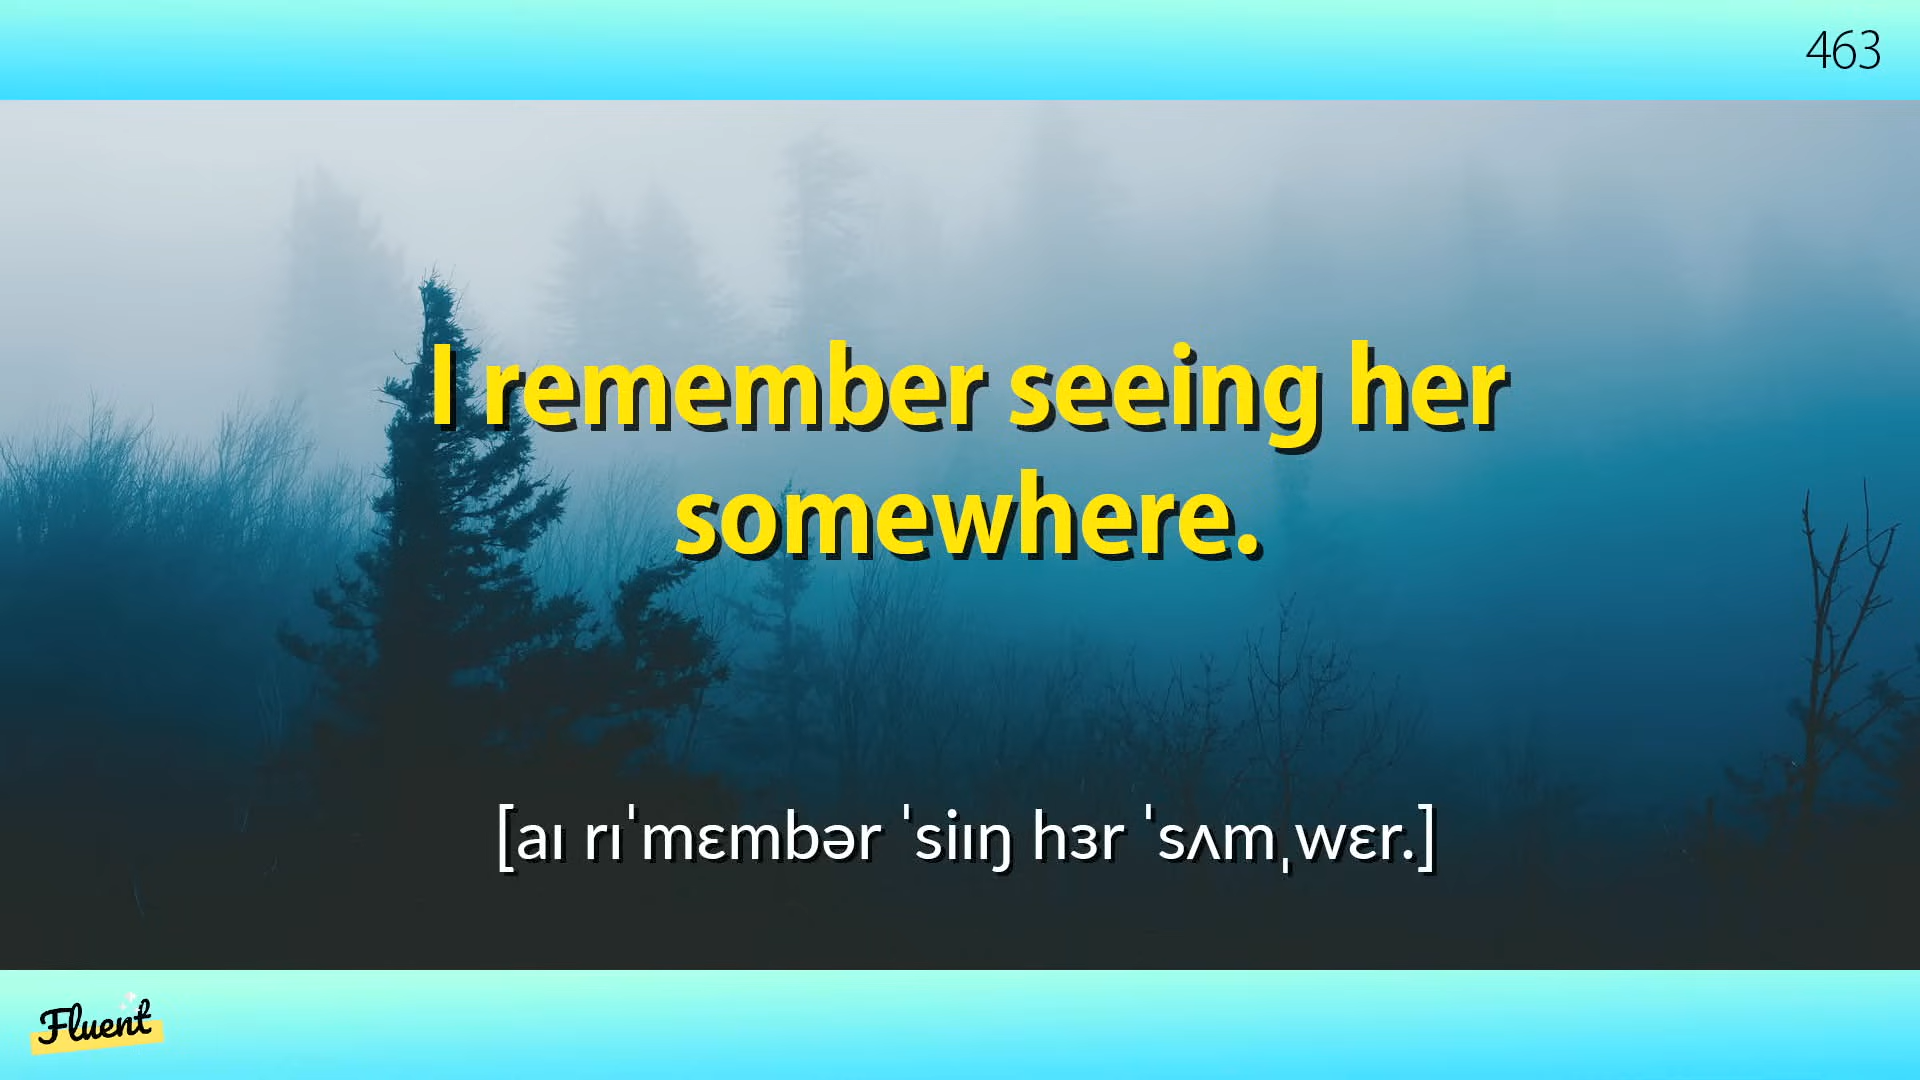 463
I remember seeing her
somewhere.
[aɪ rɪˈmɛmbər ˈsiɪŋ hɜr ˈsʌmˌwɛr.]
Fluent